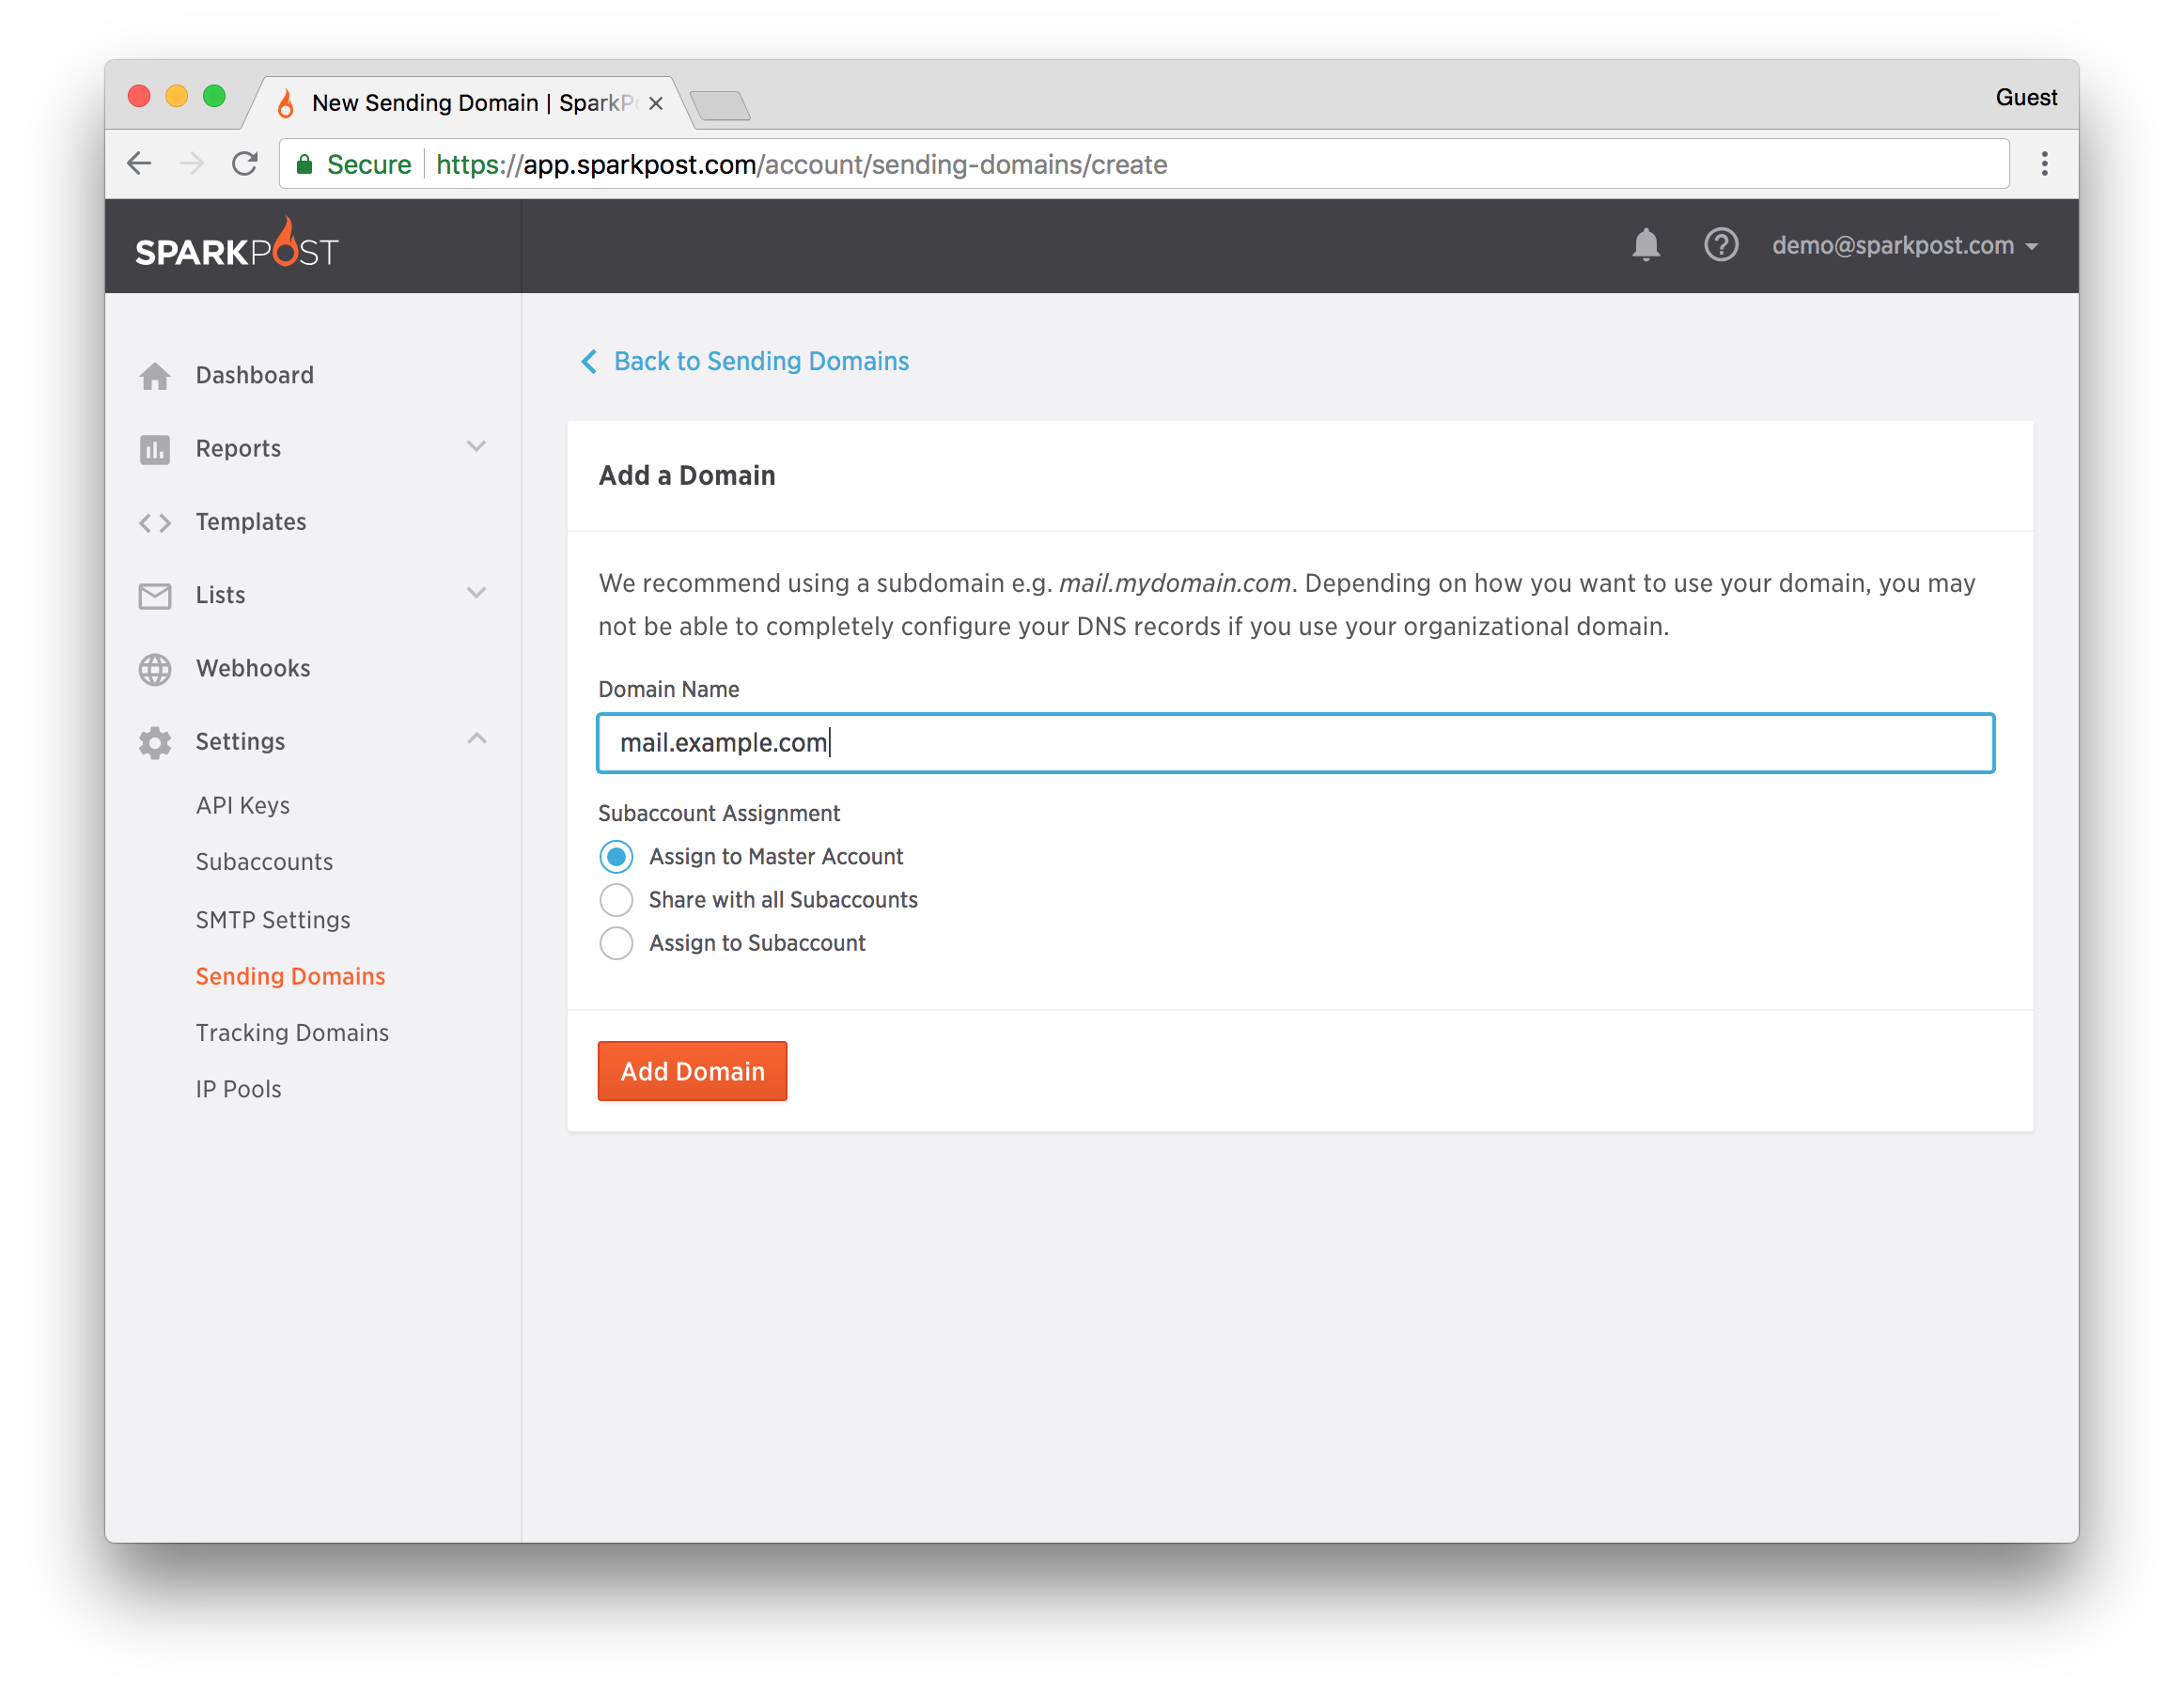 New Sending Domain | SparkP
Guest
Secure
https://app.sparkpost.com/account/sending-domains/create
SPARKPOST
demo@sparkpost.com
Dashboard
Reports
Templates
Lists
Webhooks
Settings
API Keys
Subaccounts
SMTP Settings
Sending Domains
Tracking Domains
IP Pools
Back to Sending Domains
Add a Domain
We recommend using a subdomain e.g. mail.mydomain.com. Depending on how you want to use your domain, you may
not be able to completely configure your DNS records if you use your organizational domain.
Domain Name
mail.example.com
Subaccount Assignment
Assign to Master Account
Share with all Subaccounts
Assign to Subaccount
Add Domain